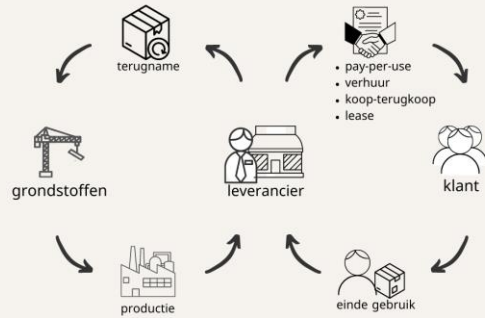 terugname
• pay-per-use
• verhuur
• koop-terugkoop
• lease
grondstoffen
leverancier
klant
productie
einde gebruik